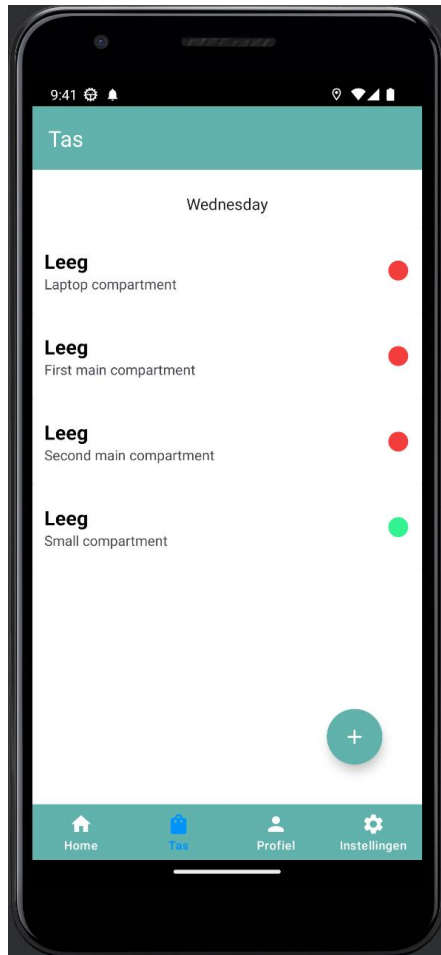 9:41
Tas
Wednesday
Leeg
Laptop compartment
Leeg
First main compartment
Leeg
Second main compartment
Leeg
Small compartment
+
Home Tas Profiel Instellingen